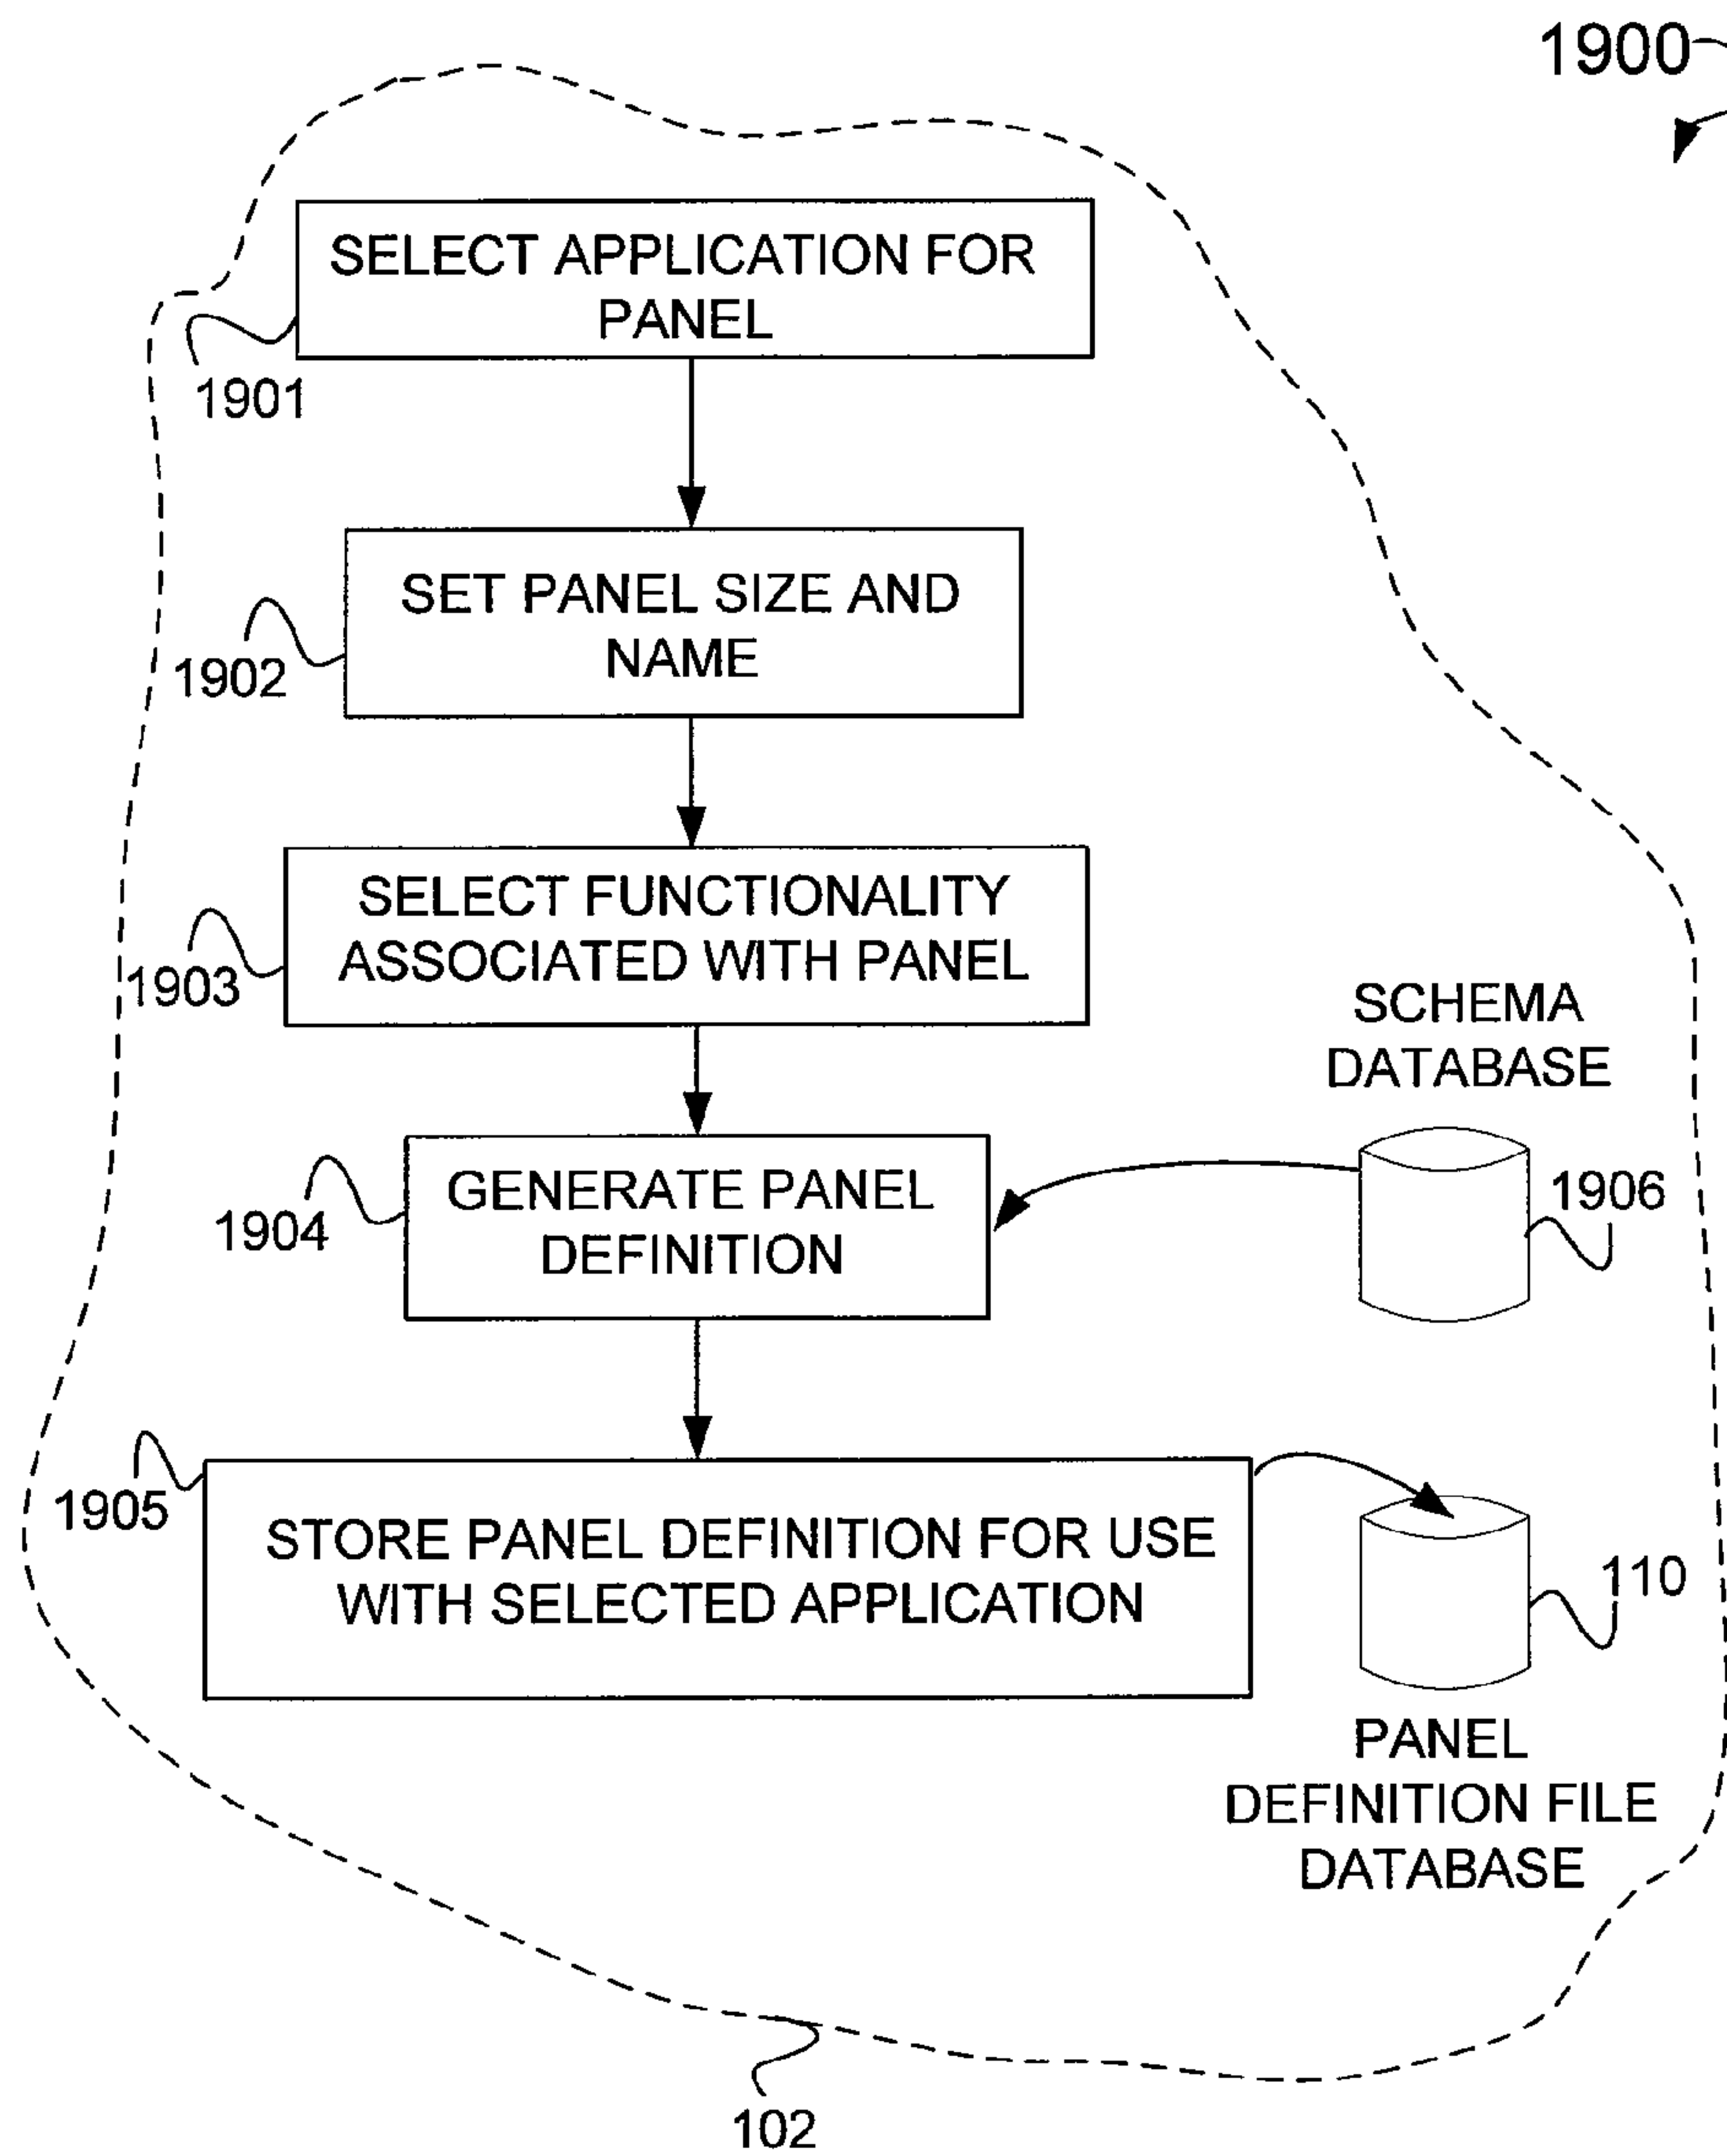 1900
SELECT APPLICATION FOR
PANEL
1901
SET PANEL SIZE AND
NAME
1902
SELECT FUNCTIONALITY
ASSOCIATED WITH PANEL
1903
SCHEMA
DATABASE
GENERATE PANEL
DEFINITION
1904
1906
1905
STORE PANEL DEFINITION FOR USE
WITH SELECTED APPLICATION
110
PANEL
DEFINITION FILE
DATABASE
102